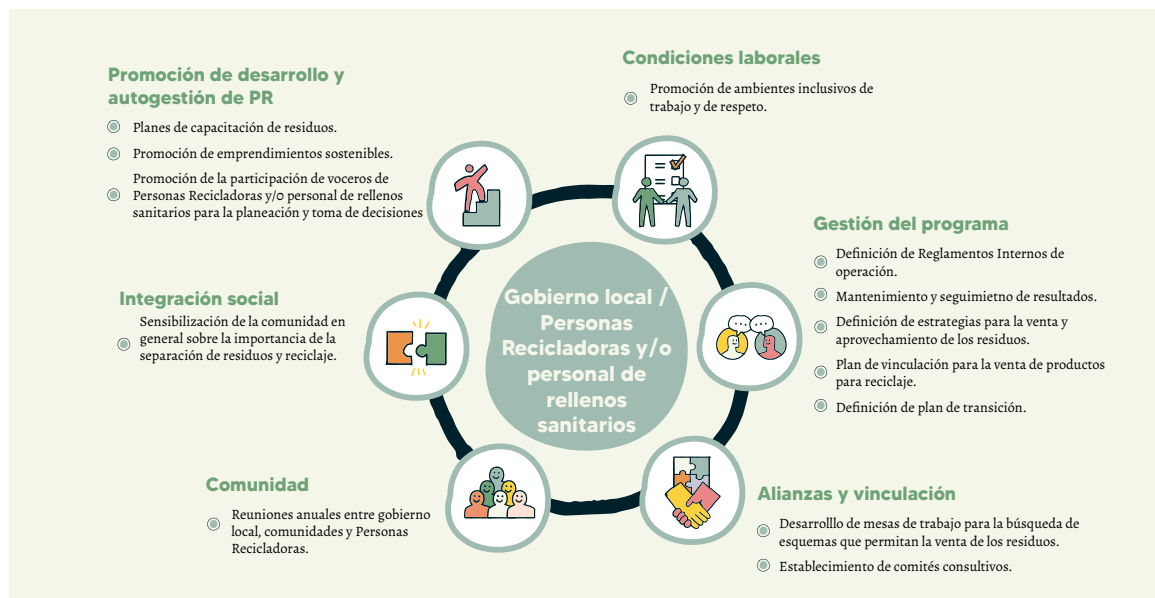 Promoción de desarrollo y
autogestión de PR
Planes de capacitación de residuos.
Promoción de emprendimientos sostenibles.
Promoción de la participación de voceros de
Personas Recicladoras y/o personal de rellenos
sanitarios para la planeación y toma de decisiones
Condiciones laborales
Promoción de ambientes inclusivos de
trabajo y de respeto.
Gestión del programa
Definición de Reglamentos Internos de
operación.
Mantenimiento y seguimietno de resultados.
Definición de estrategias para la venta y
aprovechamiento de los residuos.
Plan de vinculación para la venta de productos
para reciclaje.
Definición de plan de transición.
Integración social
Sensibilización de la comunidad en
general sobre la importancia de la
separación de residuos y reciclaje.
Gobierno local /
Personas
Recicladoras y/o
personal de
rellenos
sanitarios
Comunidad
Reuniones anuales entre gobierno
local, comunidades y Personas
Recicladoras.
Alianzas y vinculación
Desarrolllo de mesas de trabajo para la búsqueda de
esquemas que permitan la venta de los residuos.
Establecimiento de comités consultivos.